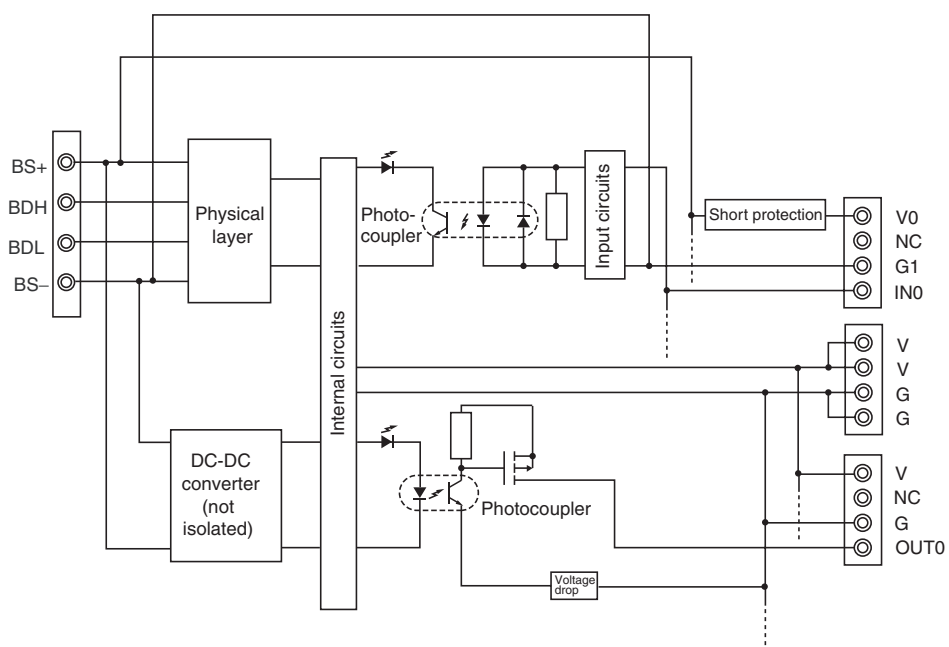 BS+
BDH
BDL
BS−
Physical
layer
Photo-
coupler
Input circuits
Short protection
V0
NC
G1
IN0
Internal circuits
V
V
G
G
DC-DC
converter
(not
isolated)
Photocoupler
Voltage
drop
V
NC
G
OUT0